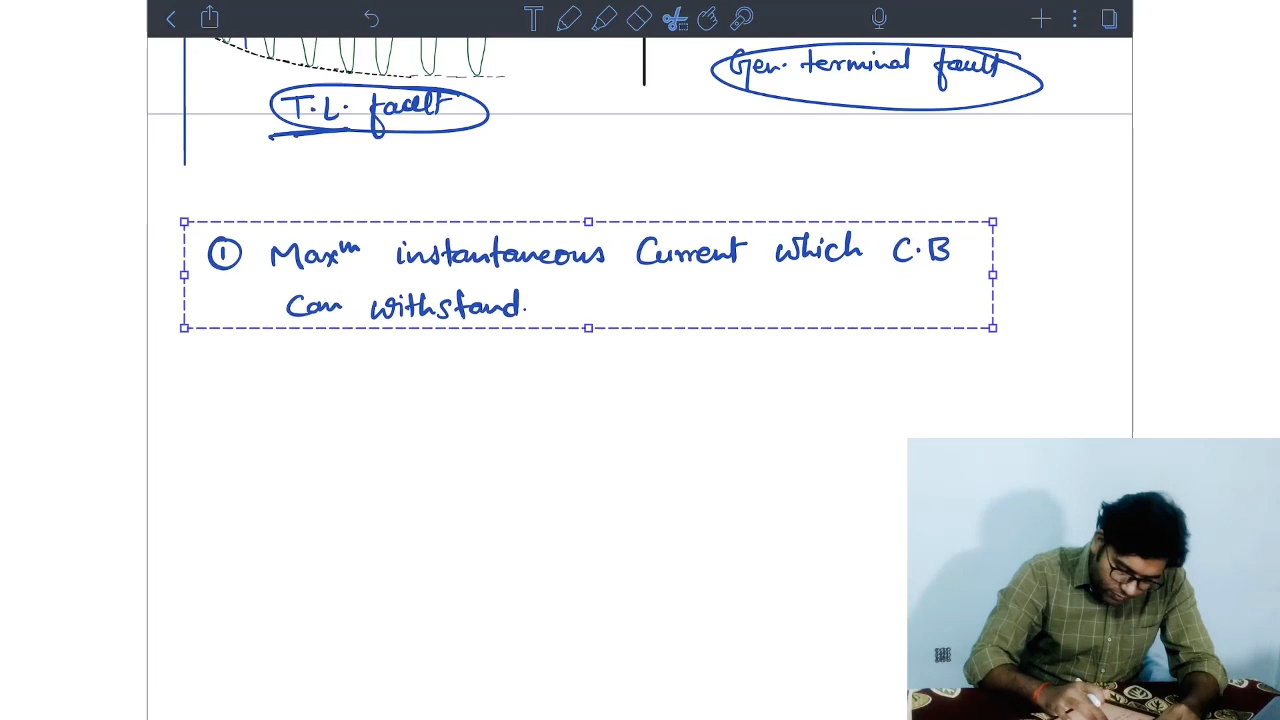 Gen. terminal fault
T.L. fault
① Maxᵐ instantaneous Current which C.B
Can withstand.